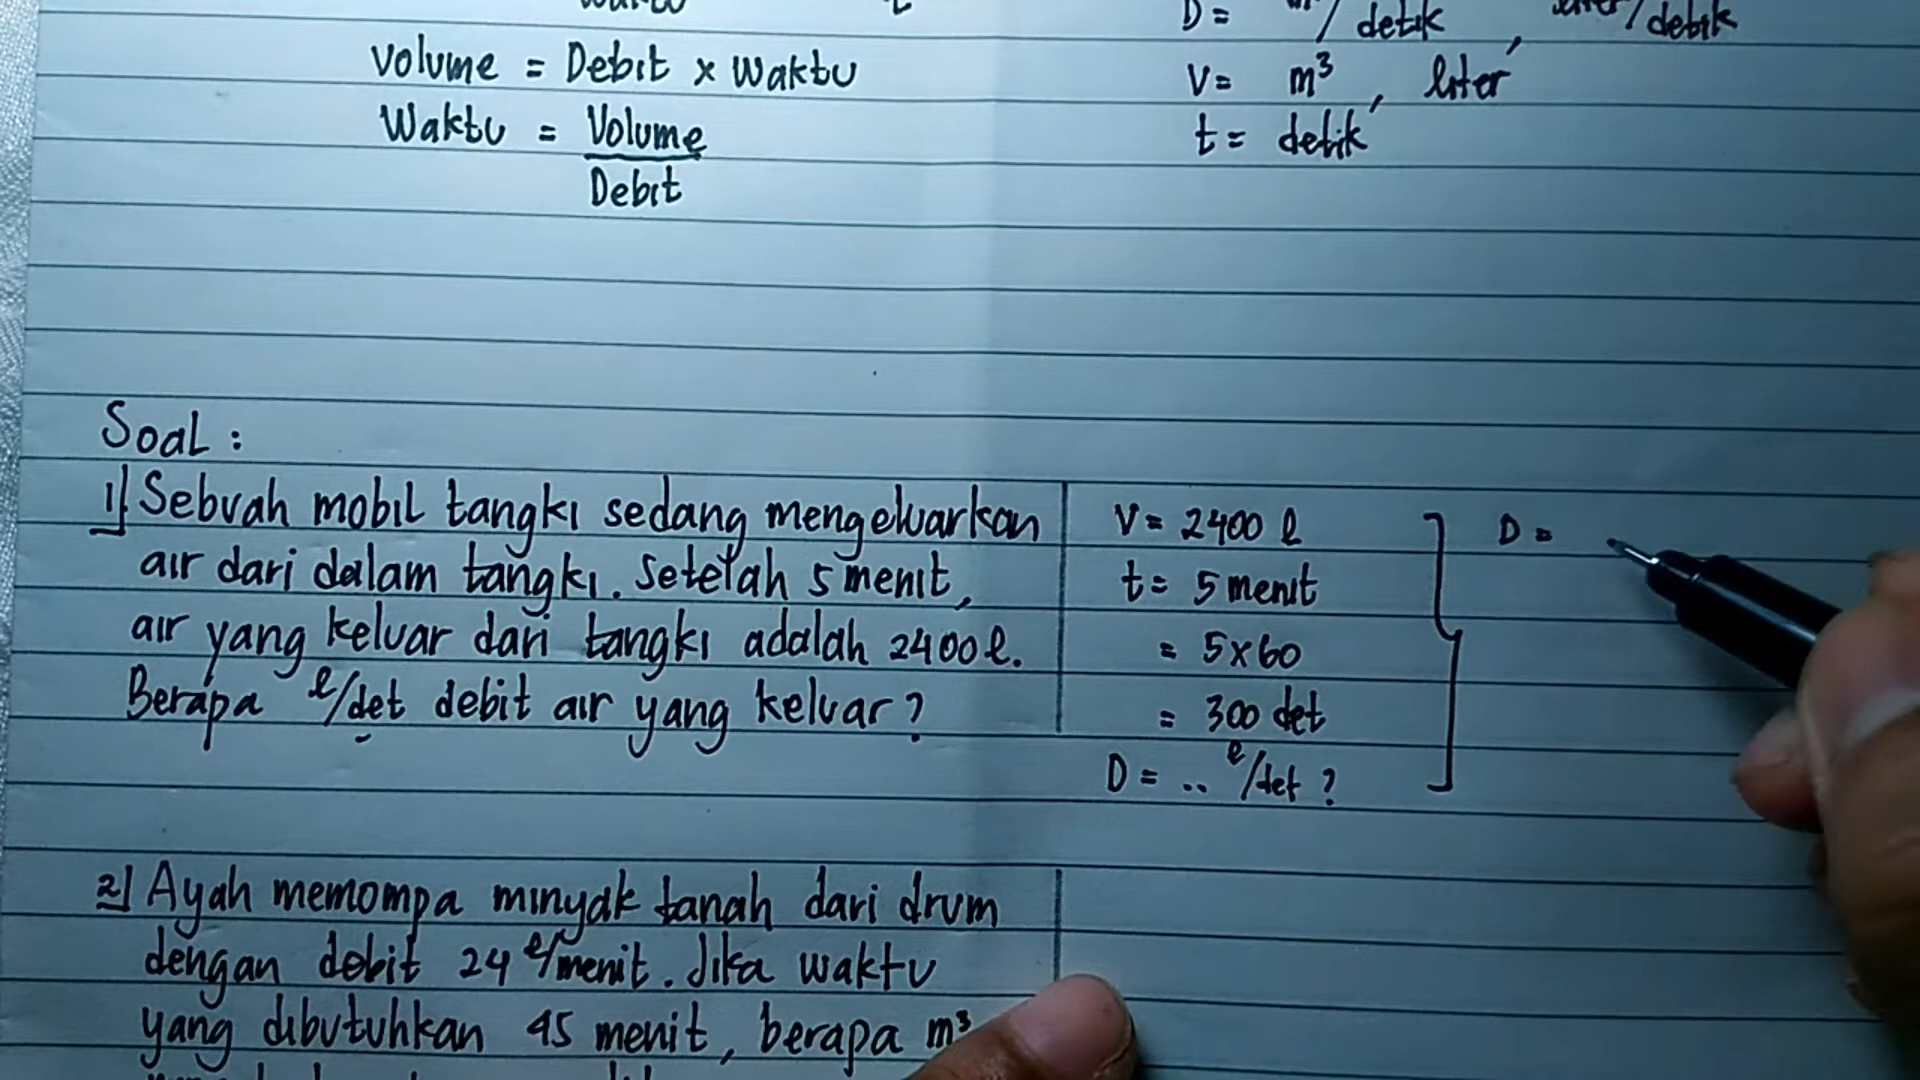 D = /detik, /detik
Volume = Debit x Waktu
V = m³, liter
Waktu = Volume
t = detik
Debit
Soal :
1] Sebuah mobil tangki sedang mengeluarkan
air dari dalam tangki. Setelah 5 menit,
air yang keluar dari tangki adalah 2400 l.
Berapa l/det debit air yang keluar?
V = 2400 l
t = 5 menit
= 5 x 60
= 300 det
D = .. l/det ?
D =
2] Ayah memompa minyak tanah dari drum
dengan debit 24 l/menit. Jika waktu
yang dibutuhkan 45 menit, berapa m³